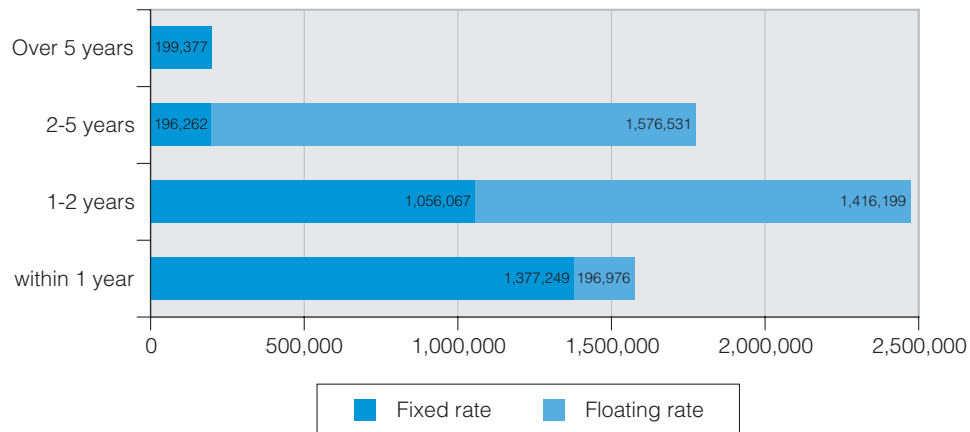 Over 5 years
199,377
2-5 years
196,262
1,576,531
1-2 years
1,056,067
1,416,199
within 1 year
1,377,249
196,976
0
500,000
1,000,000
1,500,000
2,000,000
2,500,000
Fixed rate
Floating rate